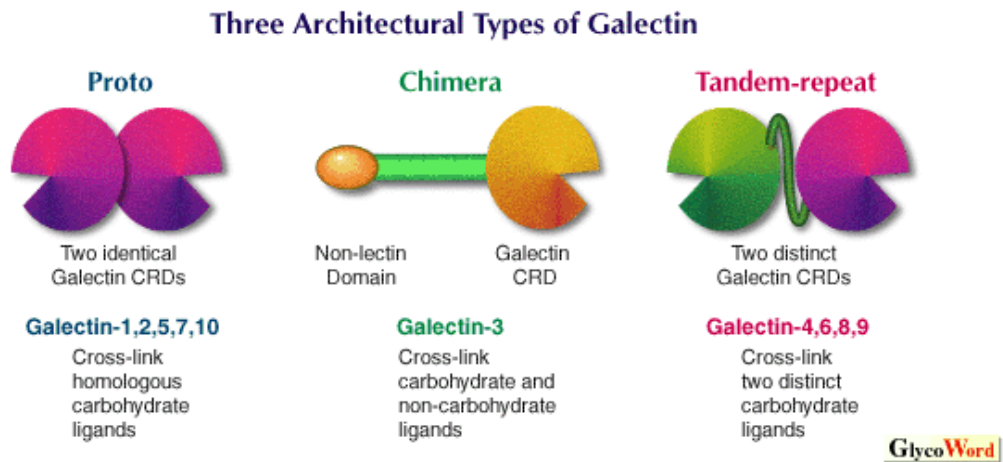 Three Architectural Types of Galectin
Proto
Two identical
Galectin CRDs
Galectin-1,2,5,7,10
Cross-link
homologous
carbohydrate
ligands
Chimera
Non-lectin
Domain
Galectin
CRD
Galectin-3
Cross-link
carbohydrate and
non-carbohydrate
ligands
Tandem-repeat
Two distinct
Galectin CRDs
Galectin-4,6,8,9
Cross-link
two distinct
carbohydrate
ligands
GlycoWord